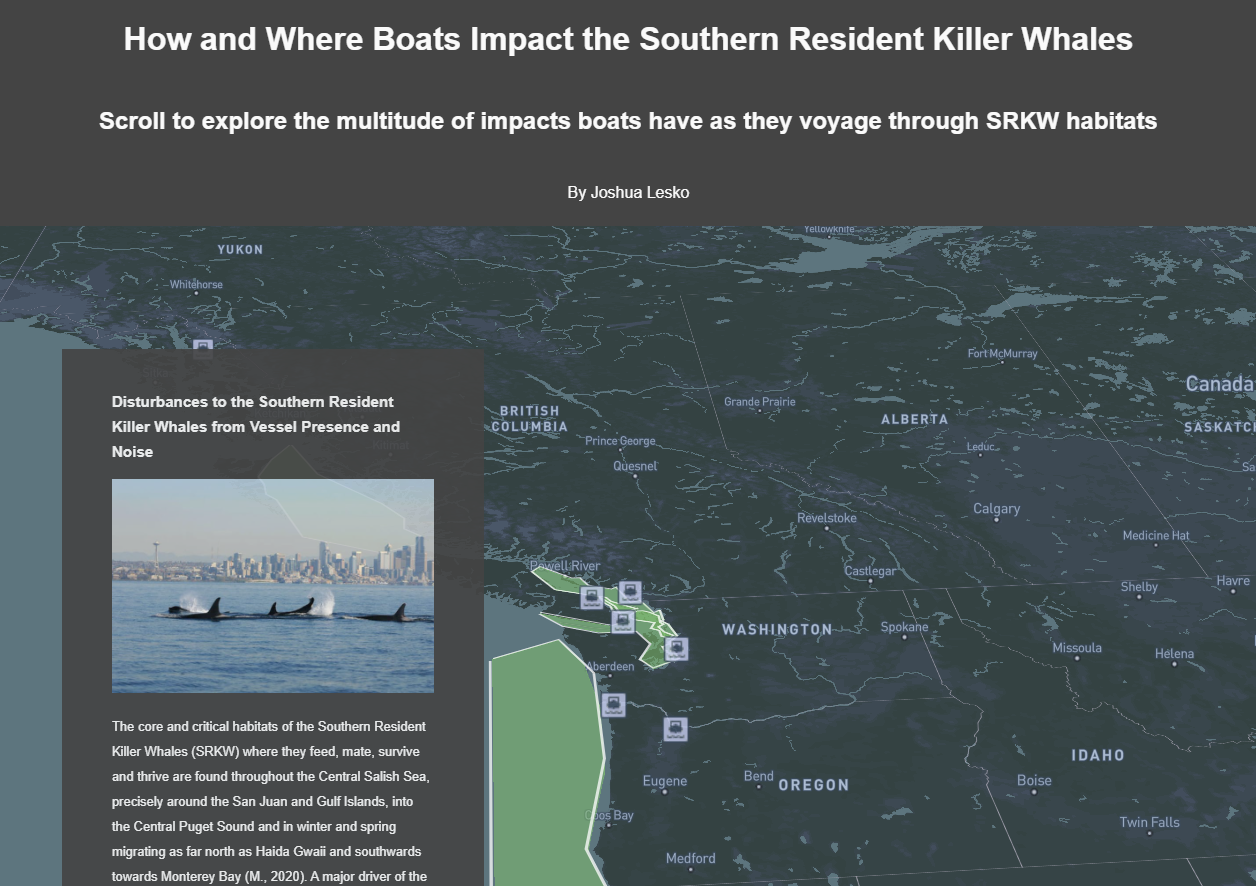 How and Where Boats Impact the Southern Resident Killer Whales
Scroll to explore the multitude of impacts boats have as they voyage through SRKW habitats
By Joshua Lesko
Yellowknife
YUKON
Whitehorse
Fort McMurray
Canada
Grande Prairie
BRITISH
COLUMBIA
ALBERTA
SASKATCH
Prince George
Leduc
Quesnel
Calgary
Revelstoke
Medicine Hat
Powell River
Castlegar
Shelby
Havre
WASHINGTON
Spokane
Missoula
Helena
Aberdeen
IDAHO
Eugene
Bend
OREGON
Boise
Coos Bay
Twin Falls
Medford
Disturbances to the Southern Resident
Killer Whales from Vessel Presence and
Noise
The core and critical habitats of the Southern Resident
Killer Whales (SRKW) where they feed, mate, survive
and thrive are found throughout the Central Salish Sea,
precisely around the San Juan and Gulf Islands, into
the Central Puget Sound and in winter and spring
migrating as far north as Haida Gwaii and southwards
towards Monterey Bay (M., 2020). A major driver of the